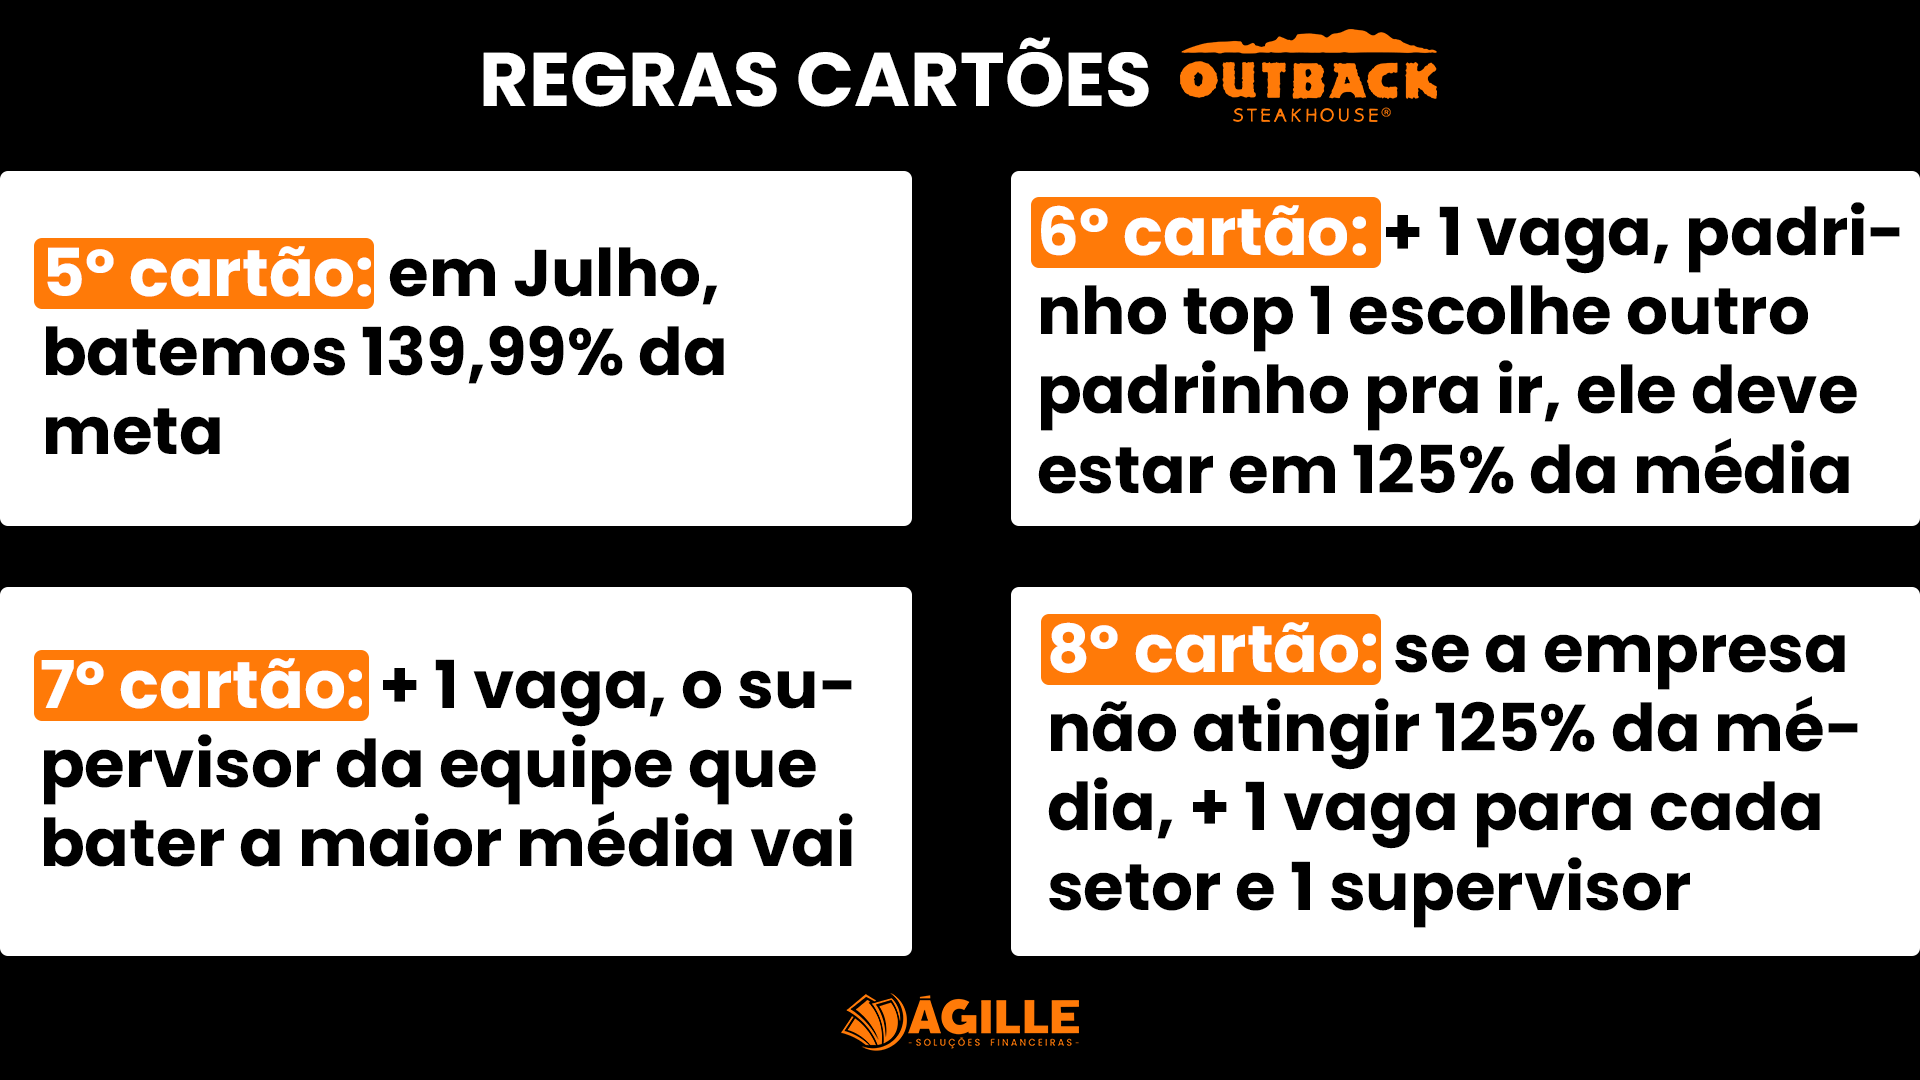 REGRAS CARTÕES
OUTBACK
STEAKHOUSE®
5º cartão: em Julho,
batemos 139,99% da
meta
6º cartão: + 1 vaga, padri-
nho top 1 escolhe outro
padrinho pra ir, ele deve
estar em 125% da média
7º cartão: + 1 vaga, o su-
pervisor da equipe que
bater a maior média vai
8º cartão: se a empresa
não atingir 125% da mé-
dia, + 1 vaga para cada
setor e 1 supervisor
ÁGILLE
-SOLUÇÕES FINANCEIRAS-